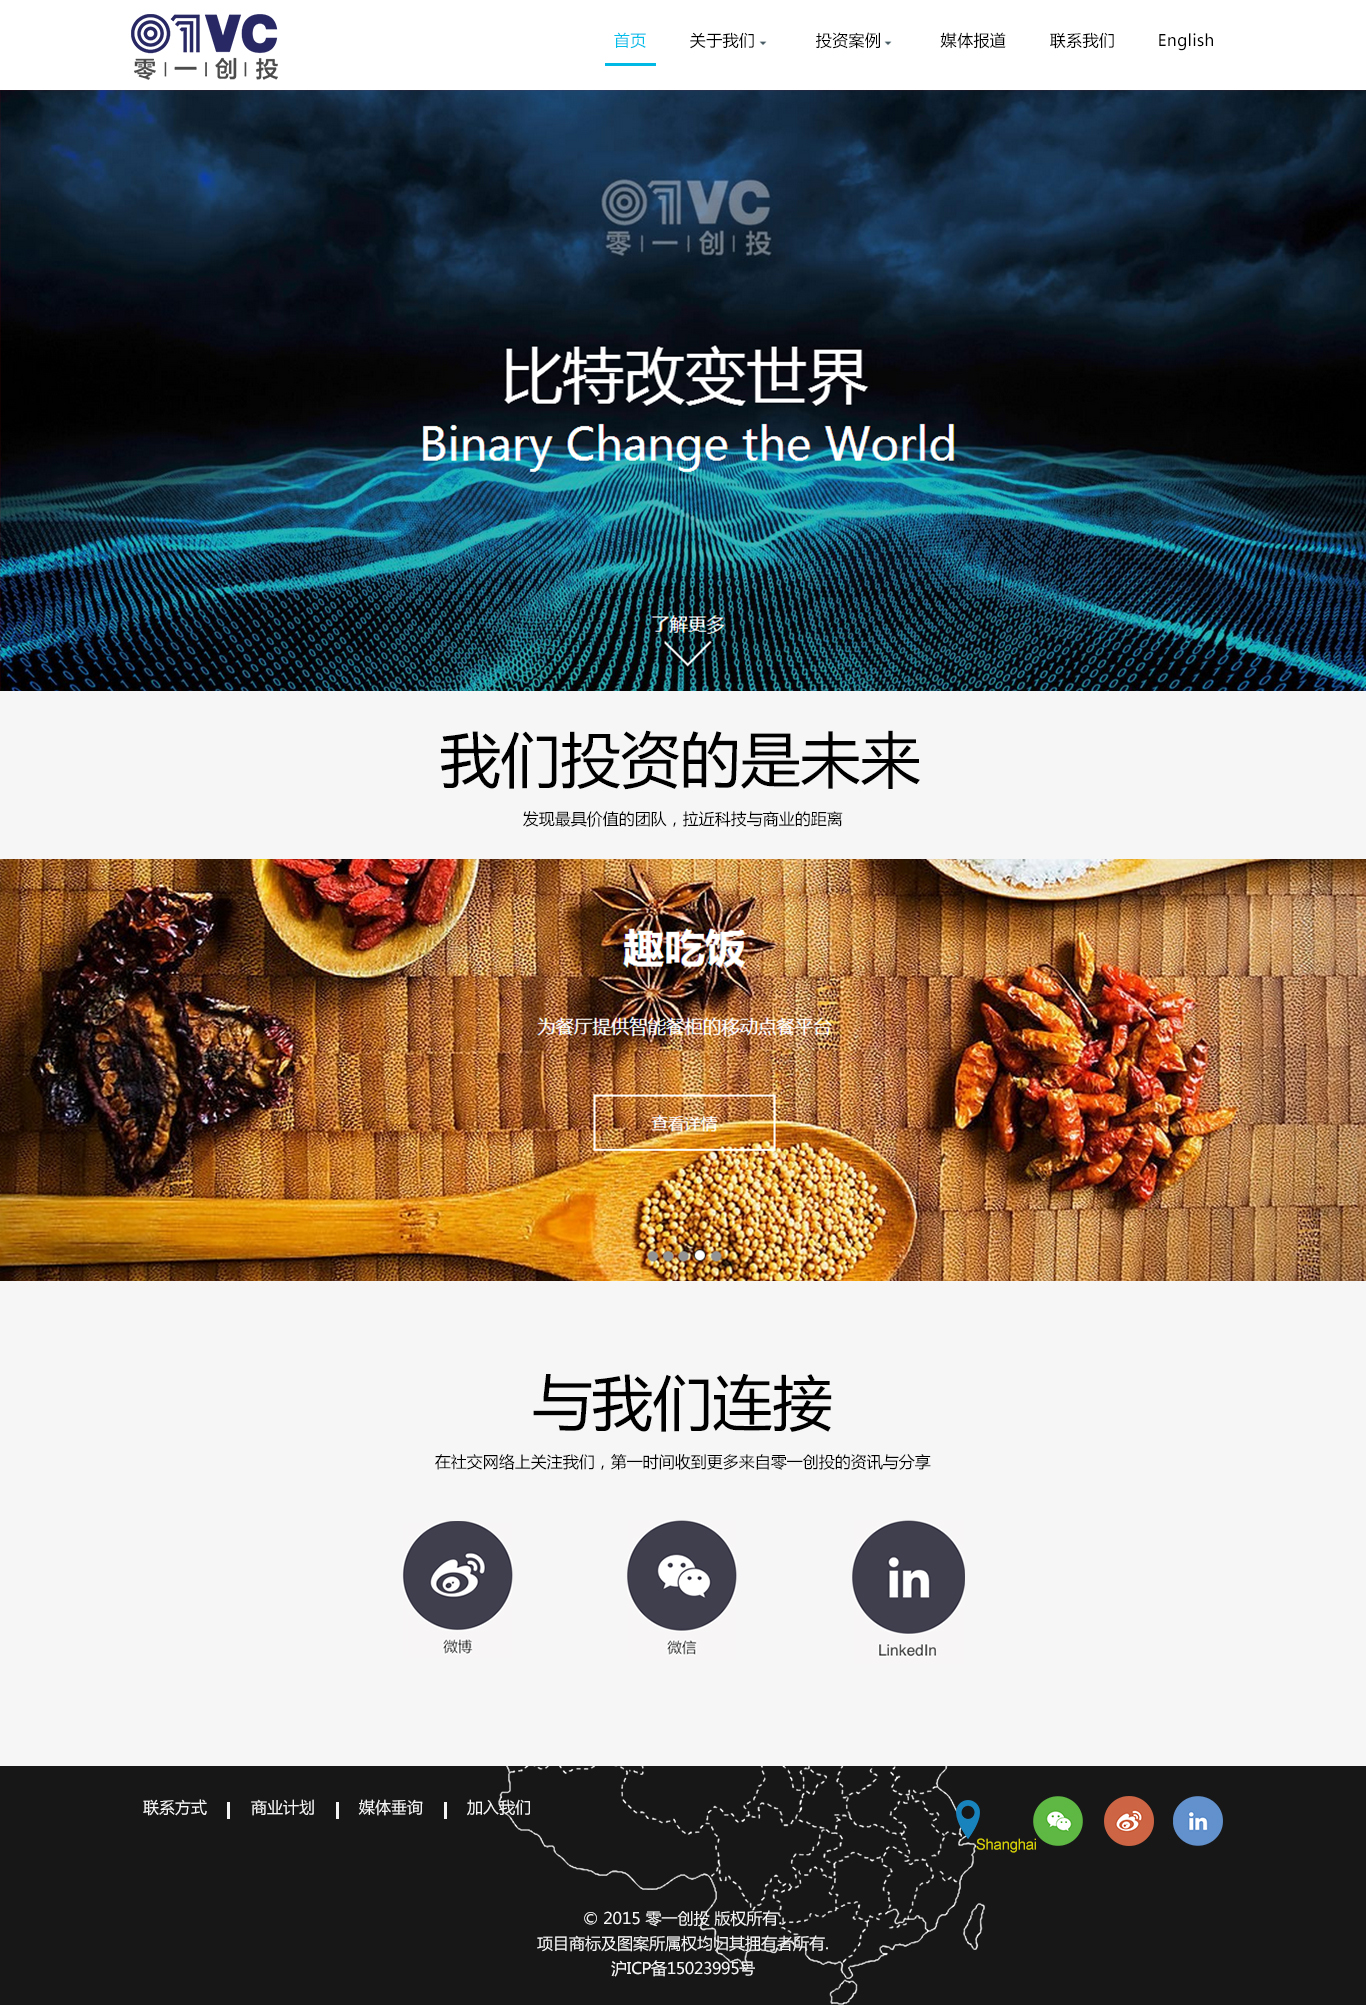 01VC
零一创投
首页 关于我们 投资案例 媒体报道 联系我们 English
01VC
零一创投
比特改变世界
Binary Change the World
了解更多
我们投资的是未来
发现最具价值的团队，拉近科技与商业的距离
趣吃饭
为餐厅提供智能餐柜的移动点餐平台
查看详情
与我们连接
在社交网络上关注我们，第一时间收到更多来自零一创投的资讯与分享
微博 微信 LinkedIn
联系方式 商业计划 媒体垂询 加入我们
Shanghai
© 2015 零一创投 版权所有.
项目商标及图案所属权均归其拥有者所有.
沪ICP备15023995号